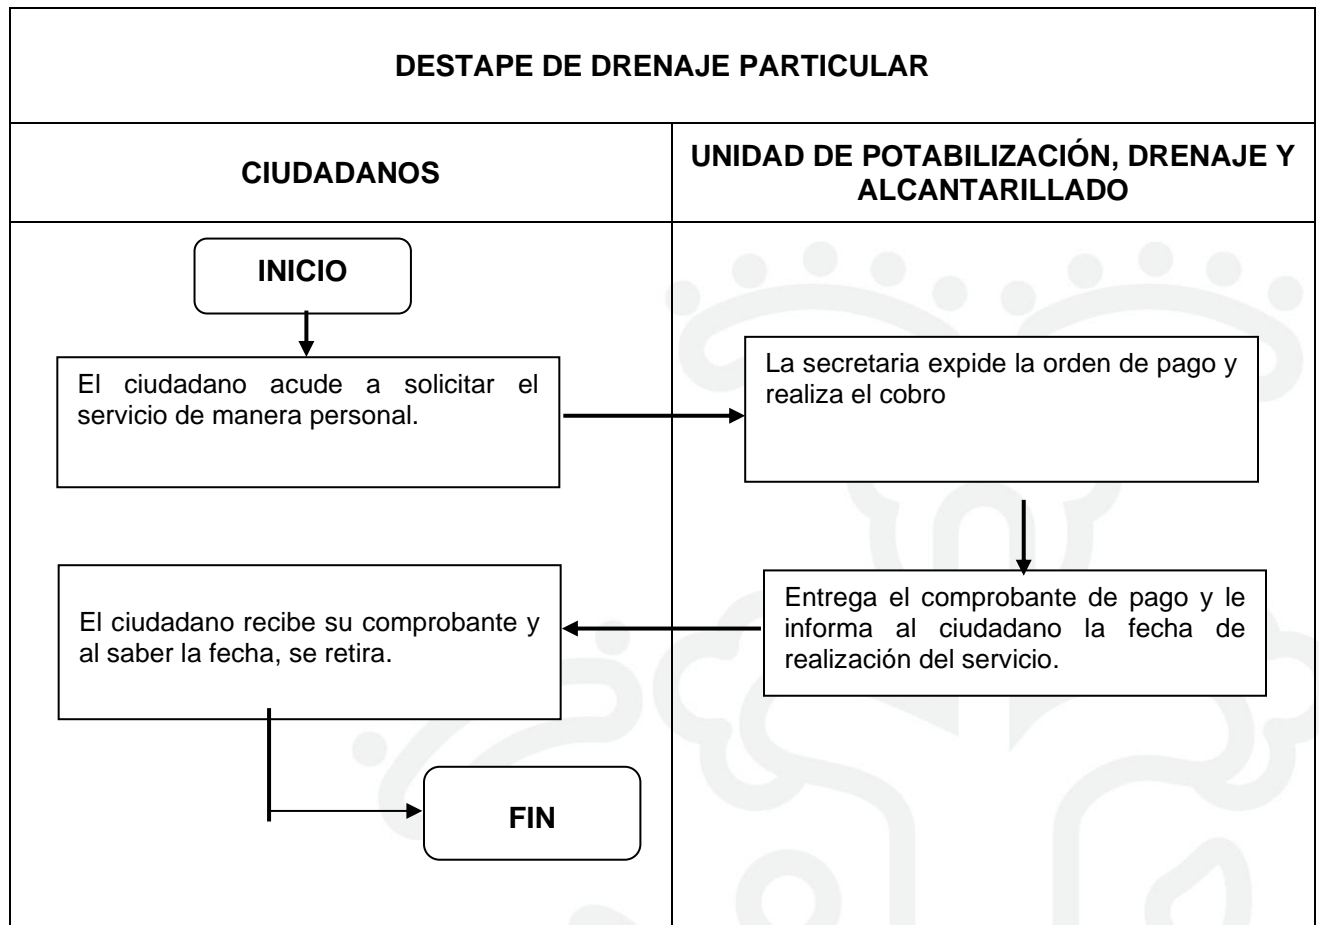 DESTAPE DE DRENAJE PARTICULAR
CIUDADANOS
UNIDAD DE POTABILIZACIÓN, DRENAJE Y
ALCANTARILLADO
INICIO
El ciudadano acude a solicitar el
servicio de manera personal.
La secretaria expide la orden de pago y
realiza el cobro
Entrega el comprobante de pago y le
informa al ciudadano la fecha de
realización del servicio.
El ciudadano recibe su comprobante y
al saber la fecha, se retira.
FIN